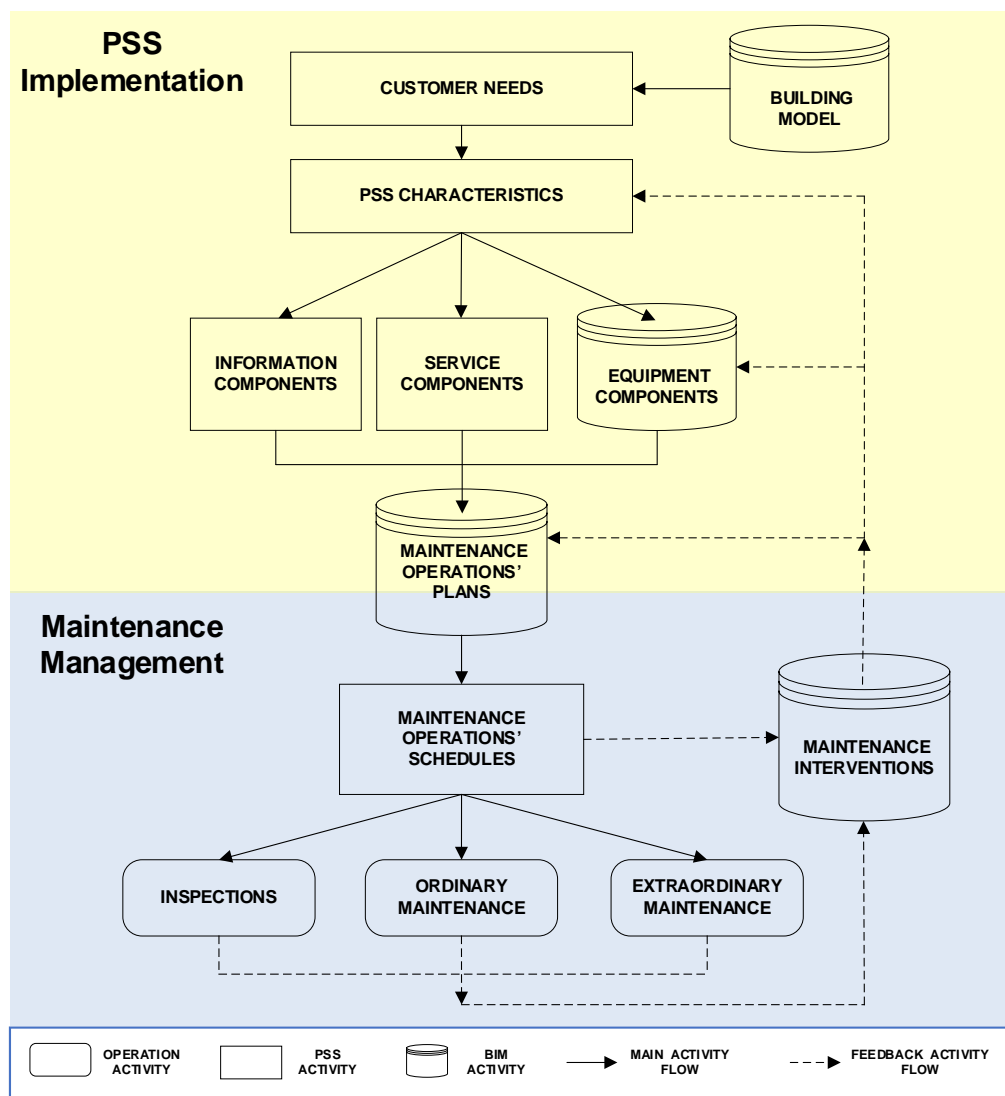 PSS
Implementation
CUSTOMER NEEDS
BUILDING
MODEL
PSS CHARACTERISTICS
INFORMATION
COMPONENTS
SERVICE
COMPONENTS
EQUIPMENT
COMPONENTS
MAINTENANCE
OPERATIONS’
PLANS
Maintenance
Management
MAINTENANCE
OPERATIONS’
SCHEDULES
MAINTENANCE
INTERVENTIONS
INSPECTIONS
ORDINARY
MAINTENANCE
EXTRAORDINARY
MAINTENANCE
OPERATION
ACTIVITY
PSS
ACTIVITY
BIM
ACTIVITY
MAIN ACTIVITY
FLOW
FEEDBACK ACTIVITY
FLOW